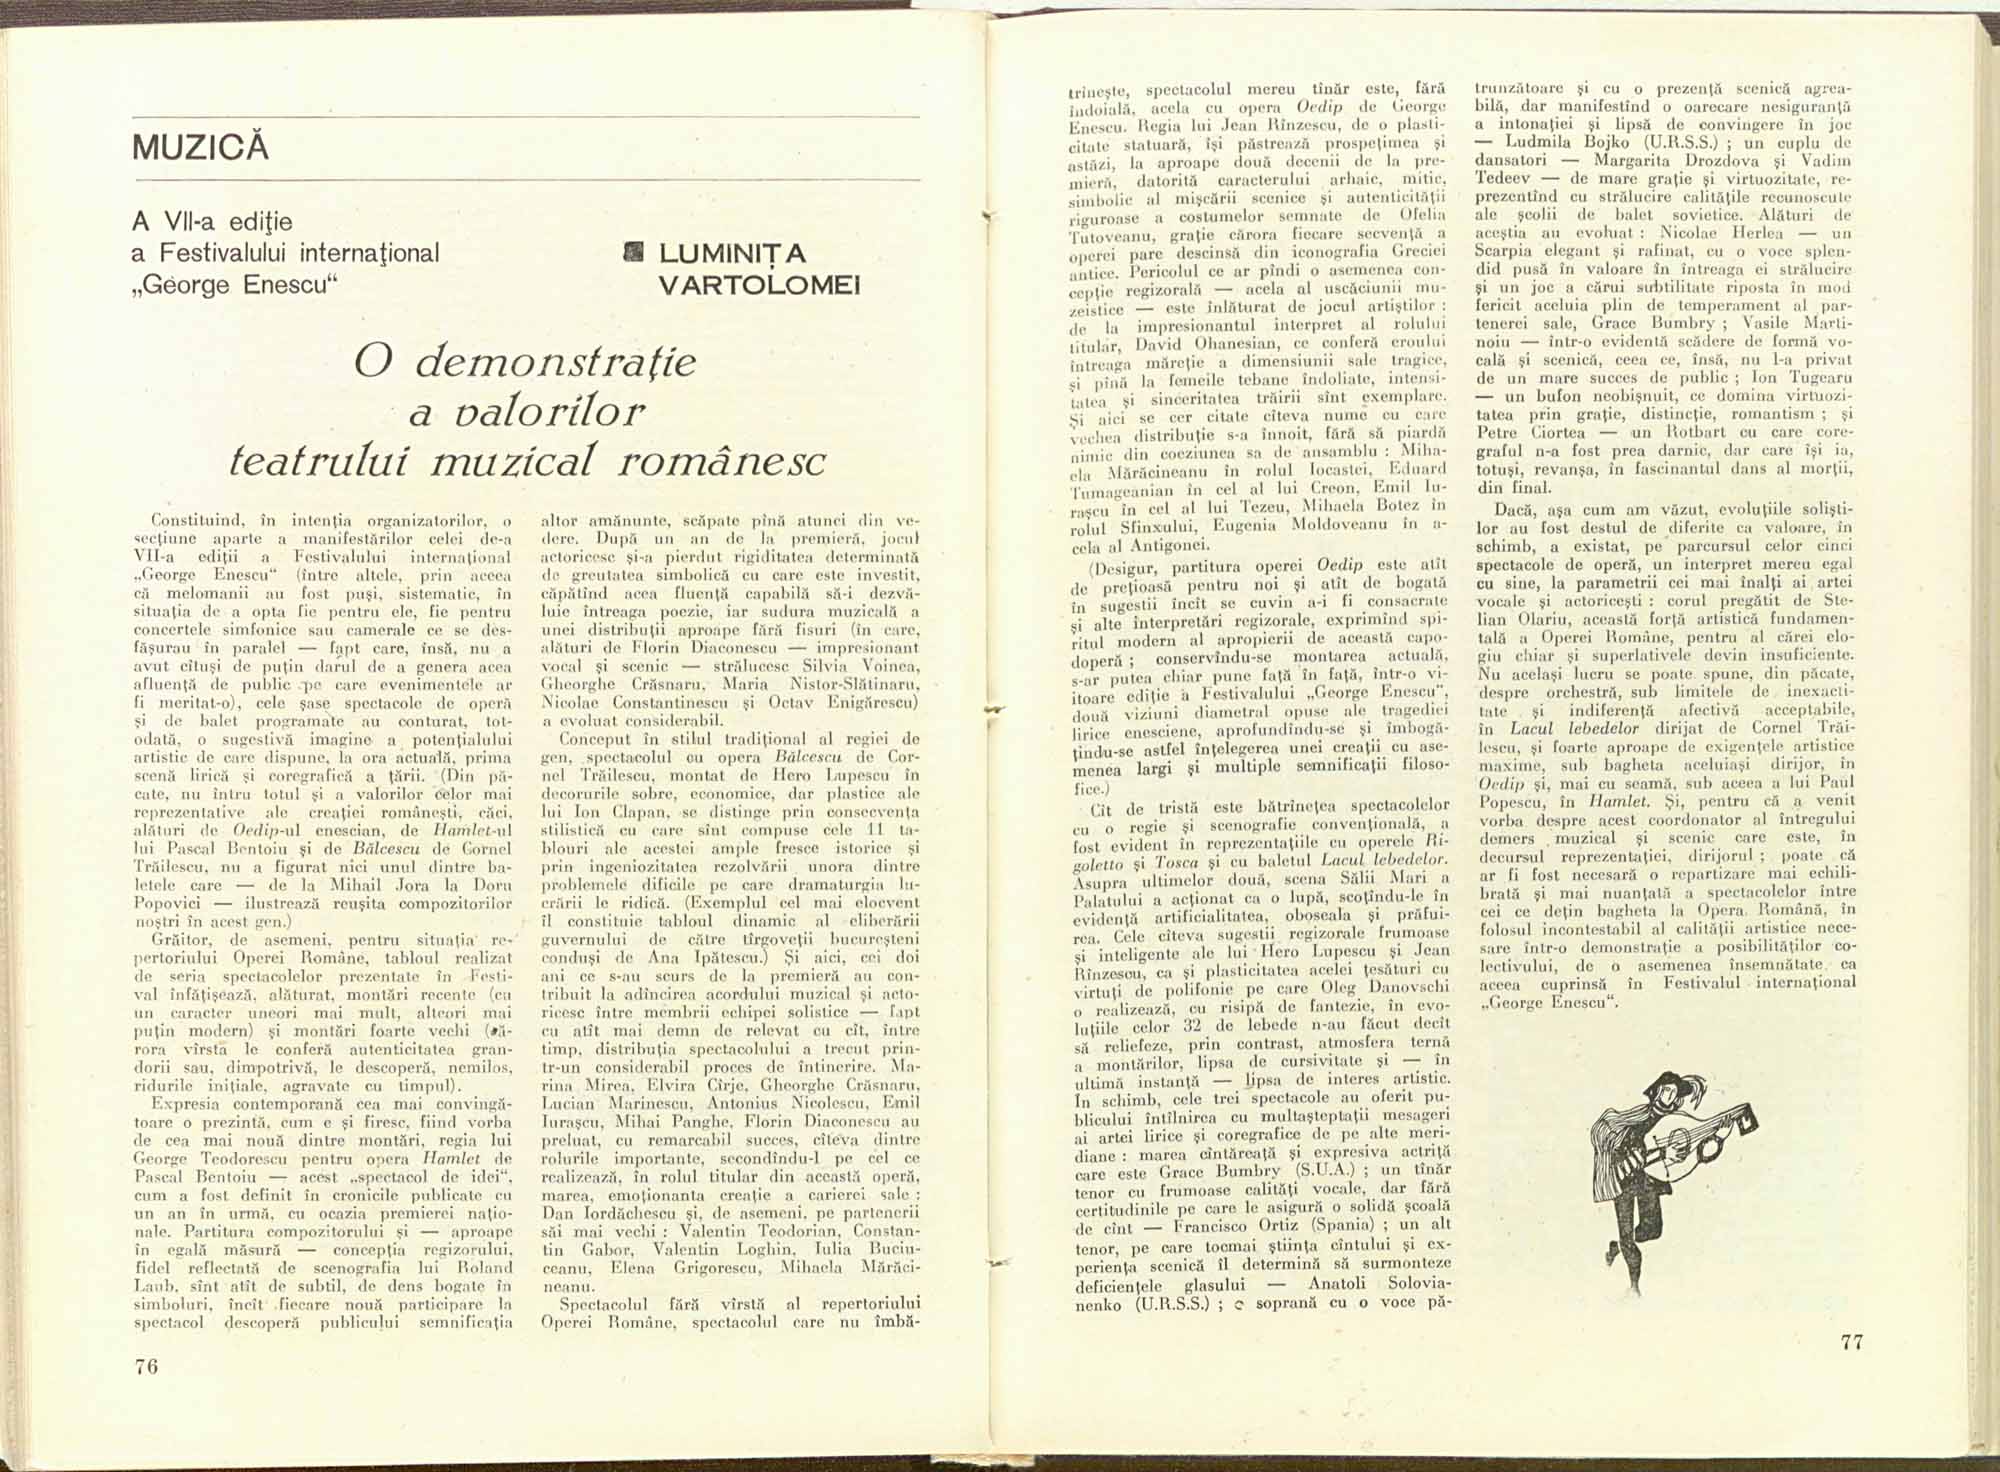 MUZICĂ
A VII-a ediţie
a Festivalului internaţional
„George Enescu“
LUMINIŢA
VARTOLOMEI
O demonstraţie
a valorilor
teatrului muzical românesc
Constituind, în intenţia organizatorilor, o
secţiune aparte a manifestărilor celei de-a
VII-a ediţii a Festivalului internaţional
„George Enescu“ (între altele, prin aceea
că melomanii au fost puşi, sistematic, în
situaţia de a opta fie pentru ele, fie pentru
concertele simfonice sau camerale ce se des-
făşurau în paralel — fapt care, însă, nu a
avut cîtuşi de puţin darul de a genera acea
afluenţă de public pe care evenimentele ar
fi meritat-o), cele şase spectacole de operă
şi de balet programate au conturat, tot-
odată, o sugestivă imagine a potenţialului
artistic de care dispune, la ora actuală, prima
scenă lirică şi coregrafică a ţării. (Din pă-
cate, nu întru totul şi a valorilor celor mai
reprezentative ale creaţiei româneşti, căci,
alături de Oedip-ul enescian, de Hamlet-ul
lui Pascal Bentoiu şi de Bălcescu de Cornel
Trăilescu, nu a figurat nici unul dintre ba-
letele care — de la Mihail Jora la Doru
Popovici — ilustrează reuşita compozitorilor
noştri în acest gen.)
Grăitor, de asemeni, pentru situaţia re-
pertoriului Operei Române, tabloul realizat
de seria spectacolelor prezentate în Festi-
val înfăţişează, alăturat, montări recente (cu
un caracter uneori mai mult, alteori mai
puţin modern) şi montări foarte vechi (că-
rora vîrsta le conferă autenticitatea gran-
dorii sau, dimpotrivă, le descoperă, nemilos,
ridurile iniţiale, agravate cu timpul).
Expresia contemporană cea mai convingă-
toare o prezintă, cum e şi firesc, fiind vorba
de cea mai nouă dintre montări, regia lui
George Teodorescu pentru opera Hamlet de
Pascal Bentoiu — acest „spectacol de idei“,
cum a fost definit în cronicile publicate cu
un an în urmă, cu ocazia premierei naţio-
nale. Partitura compozitorului şi — aproape
în egală măsură — concepţia regizorului,
fidel reflectată de scenografia lui Roland
Laub, sînt atît de subtil, de dens bogate în
simboluri, încît fiecare nouă participare la
spectacol descoperă publicului semnificaţia
altor amănunte, scăpate pînă atunci din ve-
dere. După un an de la premieră, jocul
actoricesc şi-a pierdut rigiditatea determinată
de greutatea simbolică cu care este investit,
căpătînd acea fluenţă capabilă să-i dezvă-
luie întreaga poezie, iar sudura muzicală a
unei distribuţii aproape fără fisuri (în care,
alături de Florin Diaconescu — impresionant
vocal şi scenic — strălucesc Silvia Voinea,
Gheorghe Crăsnaru, Maria Nistor-Slătinaru,
Nicolae Constantinescu şi Octav Enigărescu)
a evoluat considerabil.
Conceput în stilul tradiţional al regiei de
gen, spectacolul cu opera Bălcescu de Cor-
nel Trăilescu, montat de Hero Lupescu în
decorurile sobre, economice, dar plastice ale
lui Ion Clapan, se distinge prin consecvenţa
stilistică cu care sînt compuse cele 11 ta-
blouri ale acestei ample fresce istorice şi
prin ingeniozitatea rezolvării unora dintre
problemele dificile pe care dramaturgia lu-
crării le ridică. (Exemplul cel mai elocvent
îl constituie tabloul dinamic al eliberării
guvernului de către tîrgoveţii bucureşteni
conduşi de Ana Ipătescu.) Şi aici, cei doi
ani ce s-au scurs de la premieră au con-
tribuit la adîncirea acordului muzical şi acto-
ricesc între membrii echipei solistice — fapt
cu atît mai demn de relevat cu cît, între
timp, distribuţia spectacolului a trecut prin-
tr-un considerabil proces de întinerire. Ma-
rina Mirea, Elvira Cîrje, Gheorghe Crăsnaru,
Lucian Marinescu, Antonius Nicolescu, Emil
Iuraşcu, Mihai Panghe, Florin Diaconescu au
preluat, cu remarcabil succes, cîteva dintre
rolurile importante, secondîndu-l pe cel ce
realizează, în rolul titular din această operă,
marea, emoţionanta creaţie a carierei sale :
Dan Iordăchescu şi, de asemeni, pe partenerii
săi mai vechi : Valentin Teodorian, Constan-
tin Gabor, Valentin Loghin, Iulia Buciu-
ceanu, Elena Grigorescu, Mihaela Mărăci-
neanu.
Spectacolul fără vîrstă al repertoriului
Operei Române, spectacolul care nu îmbă-
76
trineşte, spectacolul mereu tînăr este, fără
îndoială, acela cu opera Oedip de George
Enescu. Regia lui Jean Rînzescu, de o plasti-
citate statuară, îşi păstrează prospeţimea şi
astăzi, la aproape două decenii de la pre-
mieră, datorită caracterului arhaic, mitic,
simbolic al mişcării scenice şi autenticităţii
riguroase a costumelor semnate de Ofelia
Tutoveanu, graţie cărora fiecare secvenţă a
operei pare descinsă din iconografia Greciei
antice. Pericolul ce ar pîndi o asemenea con-
cepţie regizorală — acela al uscăciunii mu-
zeistice — este înlăturat de jocul artiştilor :
de la impresionantul interpret al rolului
titular, David Ohanesian, ce conferă eroului
întreaga măreţie a dimensiunii sale tragice,
şi pînă la femeile tebane îndoliate, intensi-
tatea şi sinceritatea trăirii sînt exemplare.
Şi aici se cer citate cîteva nume cu care
vechea distribuţie s-a înnoit, fără să piardă
nimic din coeziunea sa de ansamblu : Miha-
ela Mărăcineanu în rolul Iocastei, Eduard
Tumageanian în cel al lui Creon, Emil Iu-
raşcu în cel al lui Tezeu, Mihaela Botez în
rolul Sfinxului, Eugenia Moldoveanu în a-
cela al Antigonei.
(Desigur, partitura operei Oedip este atît
de preţioasă pentru noi şi atît de bogată
în sugestii încît se cuvin a-i fi consacrate
şi alte interpretări regizorale, exprimînd spi-
ritul modern al apropierii de această capo-
doperă ; conservîndu-se montarea actuală,
s-ar putea chiar pune faţă în faţă, într-o vi-
itoare ediţie a Festivalului „George Enescu“,
două viziuni diametral opuse ale tragediei
lirice enesciene, aprofundîndu-se şi îmbogă-
ţindu-se astfel înţelegerea unei creaţii cu ase-
menea largi şi multiple semnificaţii filoso-
fice.)
Cît de tristă este bătrîneţea spectacolelor
cu o regie şi scenografie convenţională, a
fost evident în reprezentaţiile cu operele Ri-
goletto şi Tosca şi cu baletul Lacul lebedelor.
Asupra ultimelor două, scena Sălii Mari a
Palatului a acţionat ca o lupă, scoţîndu-le în
evidenţă artificialitatea, oboseala şi prăfui-
rea. Cele cîteva sugestii regizorale frumoase
şi inteligente ale lui Hero Lupescu şi Jean
Rînzescu, ca şi plasticitatea acelei ţesături cu
virtuţi de polifonie pe care Oleg Danovschi
o realizează, cu risipă de fantezie, în evo-
luţiile celor 32 de lebede n-au făcut decît
să reliefeze, prin contrast, atmosfera ternă
a montărilor, lipsa de cursivitate şi — în
ultimă instanţă — lipsa de interes artistic.
În schimb, cele trei spectacole au oferit pu-
blicului întîlnirea cu multaşteptaţii mesageri
ai artei lirice şi coregrafice de pe alte meri-
diane : marea cîntăreaţă şi expresiva actriţă
care este Grace Bumbry (S.U.A.) ; un tînăr
tenor cu frumoase calităţi vocale, dar fără
certitudinile pe care le asigură o solidă şcoală
de cînt — Francisco Ortiz (Spania) ; un alt
tenor, pe care tocmai ştiinţa cîntului şi ex-
perienţa scenică îl determină să surmonteze
deficienţele glasului — Anatoli Solovia-
nenko (U.R.S.S.) ; o soprană cu o voce pă-
trunzătoare şi cu o prezenţă scenică agrea-
bilă, dar manifestînd o oarecare nesiguranţă
a intonaţiei şi lipsă de convingere în joc
— Ludmila Bojko (U.R.S.S.) ; un cuplu de
dansatori — Margarita Drozdova şi Vadim
Tedeev — de mare graţie şi virtuozitate, re-
prezentînd cu strălucire calităţile recunoscute
ale şcolii de balet sovietice. Alături de
aceştia au evoluat : Nicolae Herlea — un
Scarpia elegant şi rafinat, cu o voce splen-
did pusă în valoare în întreaga ei strălucire
şi un joc a cărui subtilitate riposta în mod
fericit aceluia plin de temperament al par-
tenerei sale, Grace Bumbry ; Vasile Marti-
noiu — într-o evidentă scădere de formă vo-
cală şi scenică, ceea ce, însă, nu l-a privat
de un mare succes de public ; Ion Tugearu
— un bufon neobişnuit, ce domina virtuozi-
tatea prin graţie, distincţie, romantism ; şi
Petre Ciortea — un Rotbart cu care core-
graful n-a fost prea darnic, dar care îşi ia,
totuşi, revanşa, în fascinantul dans al morţii,
din final.
Dacă, aşa cum am văzut, evoluţiile solişti-
lor au fost destul de diferite ca valoare, în
schimb, a existat, pe parcursul celor cinci
spectacole de operă, un interpret mereu egal
cu sine, la parametrii cei mai înalţi ai artei
vocale şi actoriceşti : corul pregătit de Ste-
lian Olariu, această forţă artistică fundamen-
tală a Operei Române, pentru al cărei elo-
giu chiar şi superlativele devin insuficiente.
Nu acelaşi lucru se poate spune, din păcate,
despre orchestră, sub limitele de inexacti-
tate şi indiferenţă afectivă acceptabile,
în Lacul lebedelor dirijat de Cornel Trăi-
lescu, şi foarte aproape de exigenţele artistice
maxime, sub bagheta aceluiaşi dirijor, în
Oedip şi, mai cu seamă, sub aceea a lui Paul
Popescu, în Hamlet. Şi, pentru că a venit
vorba despre acest coordonator al întregului
demers muzical şi scenic care este, în
decursul reprezentaţiei, dirijorul ; poate că
ar fi fost necesară o repartizare mai echili-
brată şi mai nuanţată a spectacolelor între
cei ce deţin bagheta la Opera Română, în
folosul incontestabil al calităţii artistice nece-
sare într-o demonstraţie a posibilităţilor co-
lectivului, de o asemenea însemnătate ca
aceea cuprinsă în Festivalul internaţional
„George Enescu“.
77